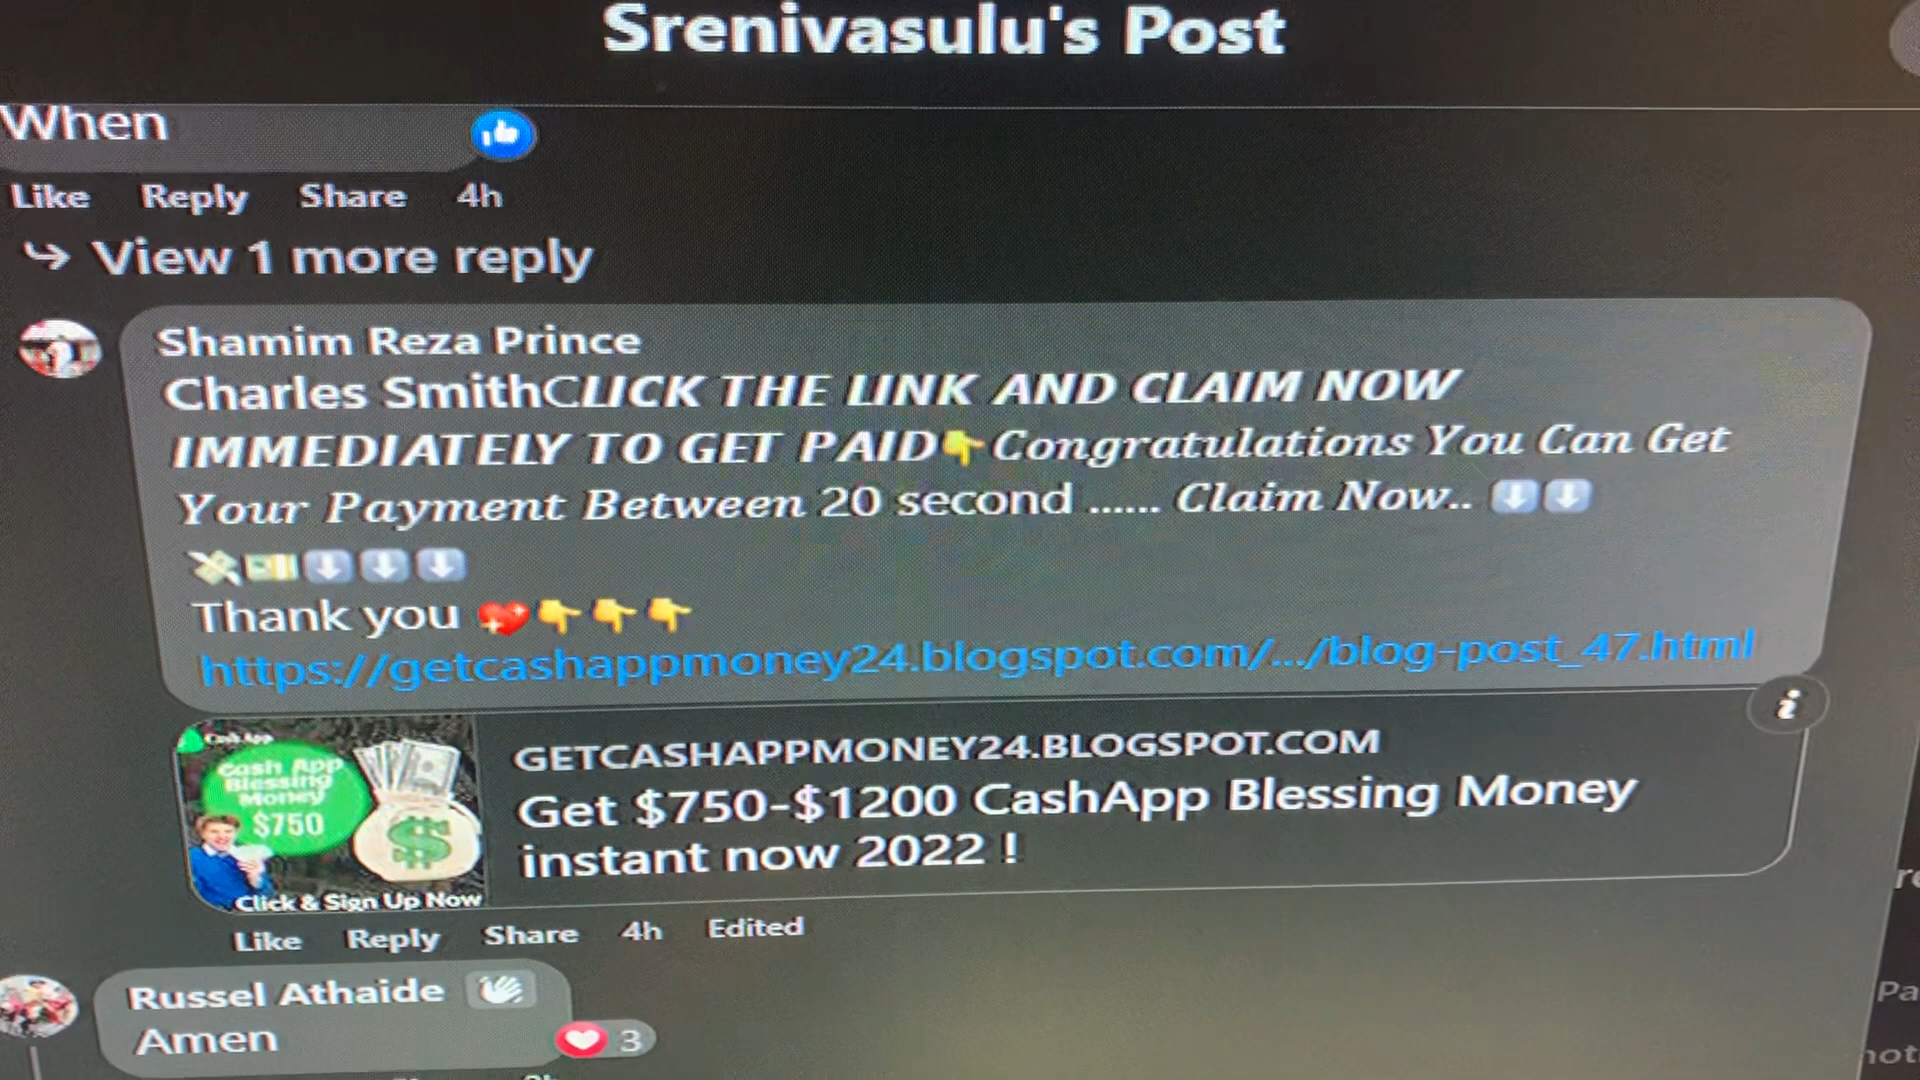 Srenivasulu's Post
When
Like Reply Share 4h
View 1 more reply
Shamim Reza Prince
Charles SmithCLICK THE LINK AND CLAIM NOW
IMMEDIATELY TO GET PAID👇Congratulations You Can Get
Your Payment Between 20 second ...... Claim Now.. ⬇️⬇️
💸💵⬇️⬇️⬇️
Thank you 💖👇👇👇
https://getcashappmoney24.blogspot.com/.../blog-post_47.html
Cash App
Cash App
Blessing
Money
$750
Click & Sign Up Now
GETCASHAPPMONEY24.BLOGSPOT.COM
Get $750-$1200 CashApp Blessing Money
instant now 2022 !
Like Reply Share 4h Edited
Russel Athaide 👋
Amen
3